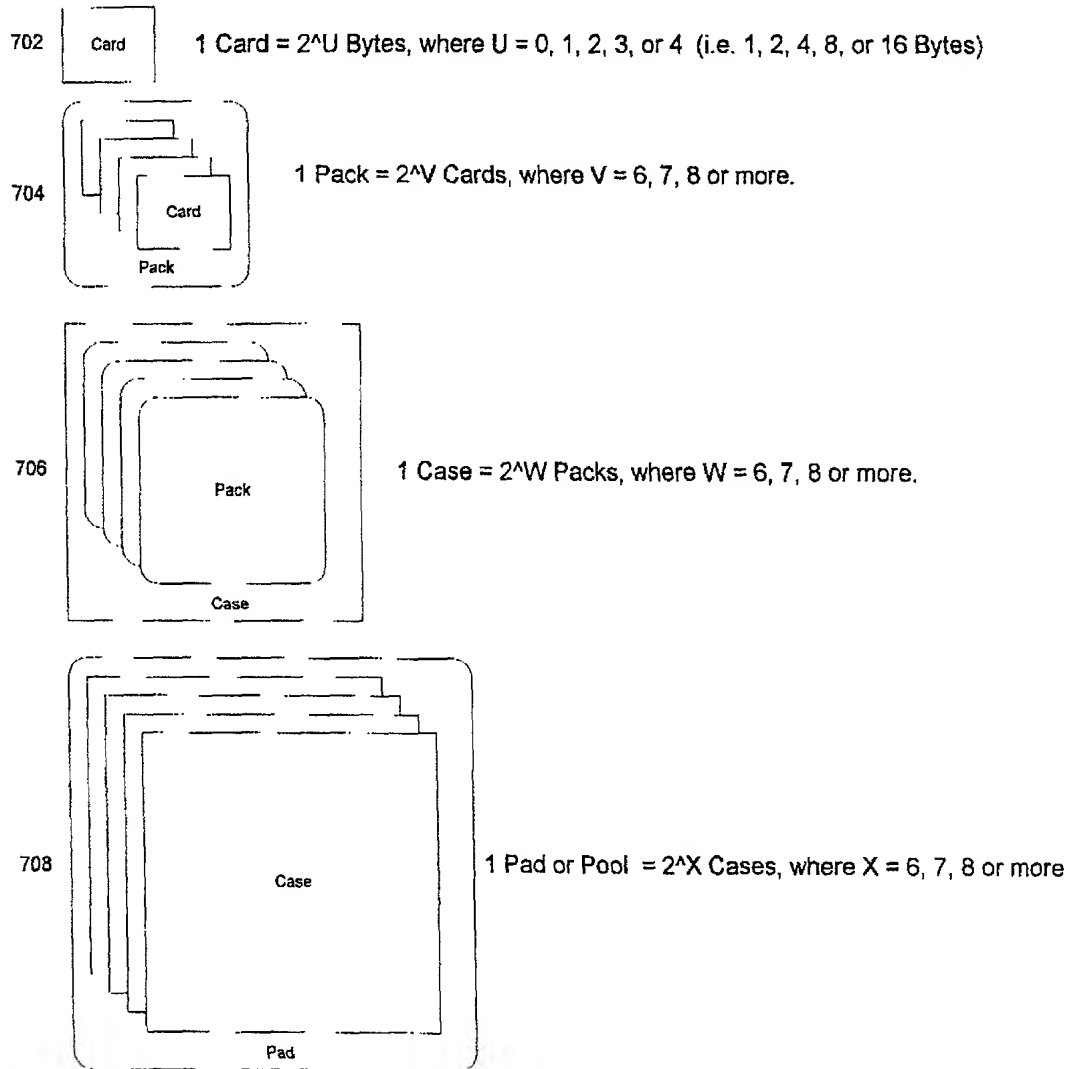 702 Card 1 Card = 2^U Bytes, where U = 0, 1, 2, 3, or 4 (i.e. 1, 2, 4, 8, or 16 Bytes)
704 1 Pack = 2^V Cards, where V = 6, 7, 8 or more.
Card
Pack
706 1 Case = 2^W Packs, where W = 6, 7, 8 or more.
Pack
Case
708 Case 1 Pad or Pool = 2^X Cases, where X = 6, 7, 8 or more
Pad